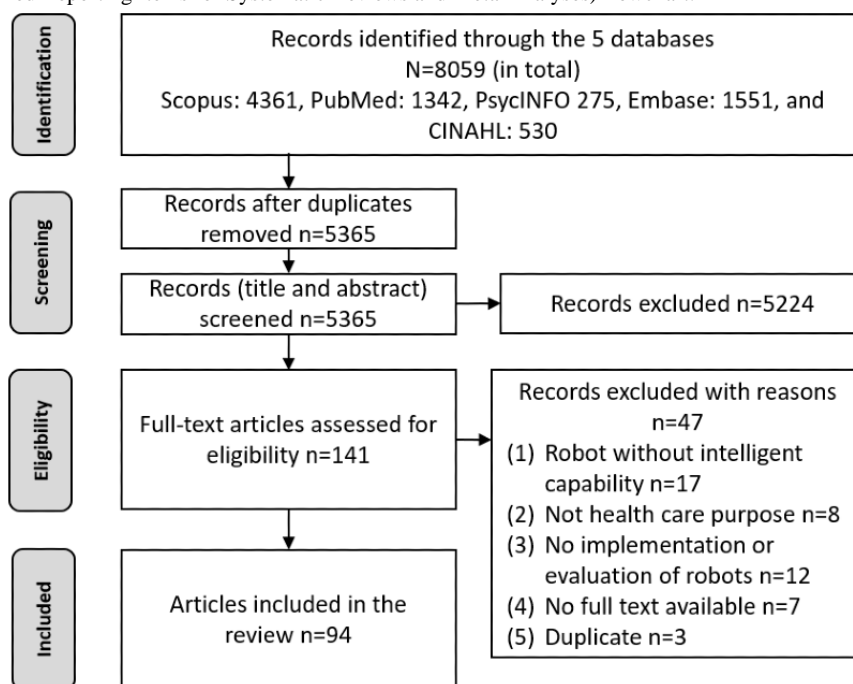 Identification
Records identified through the 5 databases
N=8059 (in total)
Scopus: 4361, PubMed: 1342, PsycINFO 275, Embase: 1551, and
CINAHL: 530
Screening
Records after duplicates
removed n=5365
Records (title and abstract)
screened n=5365
Records excluded n=5224
Eligibility
Full-text articles assessed for
eligibility n=141
Records excluded with reasons
n=47
(1) Robot without intelligent
capability n=17
(2) Not health care purpose n=8
(3) No implementation or
evaluation of robots n=12
(4) No full text available n=7
(5) Duplicate n=3
Included
Articles included in the
review n=94